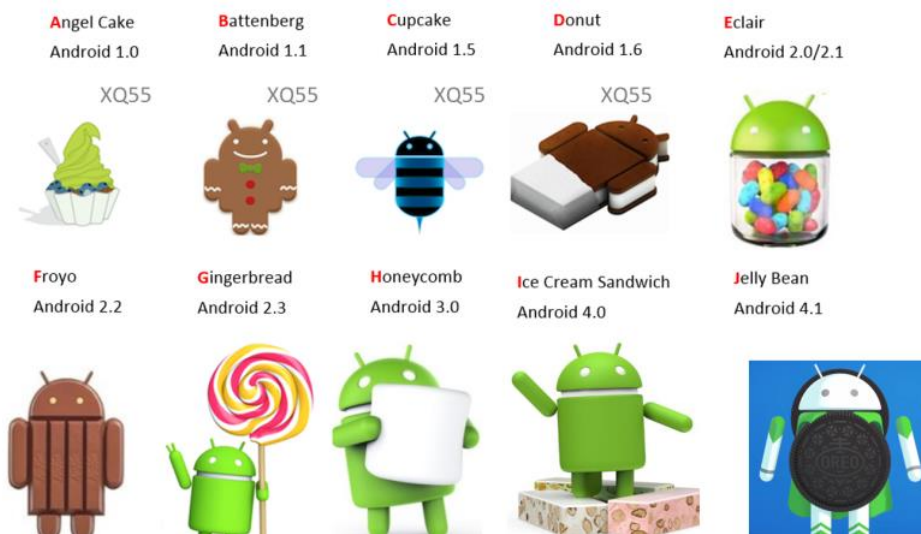 Angel Cake
Android 1.0
Battenberg
Android 1.1
Cupcake
Android 1.5
Donut
Android 1.6
Eclair
Android 2.0/2.1
XQ55
XQ55
XQ55
XQ55
Froyo
Android 2.2
Gingerbread
Android 2.3
Honeycomb
Android 3.0
Ice Cream Sandwich
Android 4.0
Jelly Bean
Android 4.1
OREO